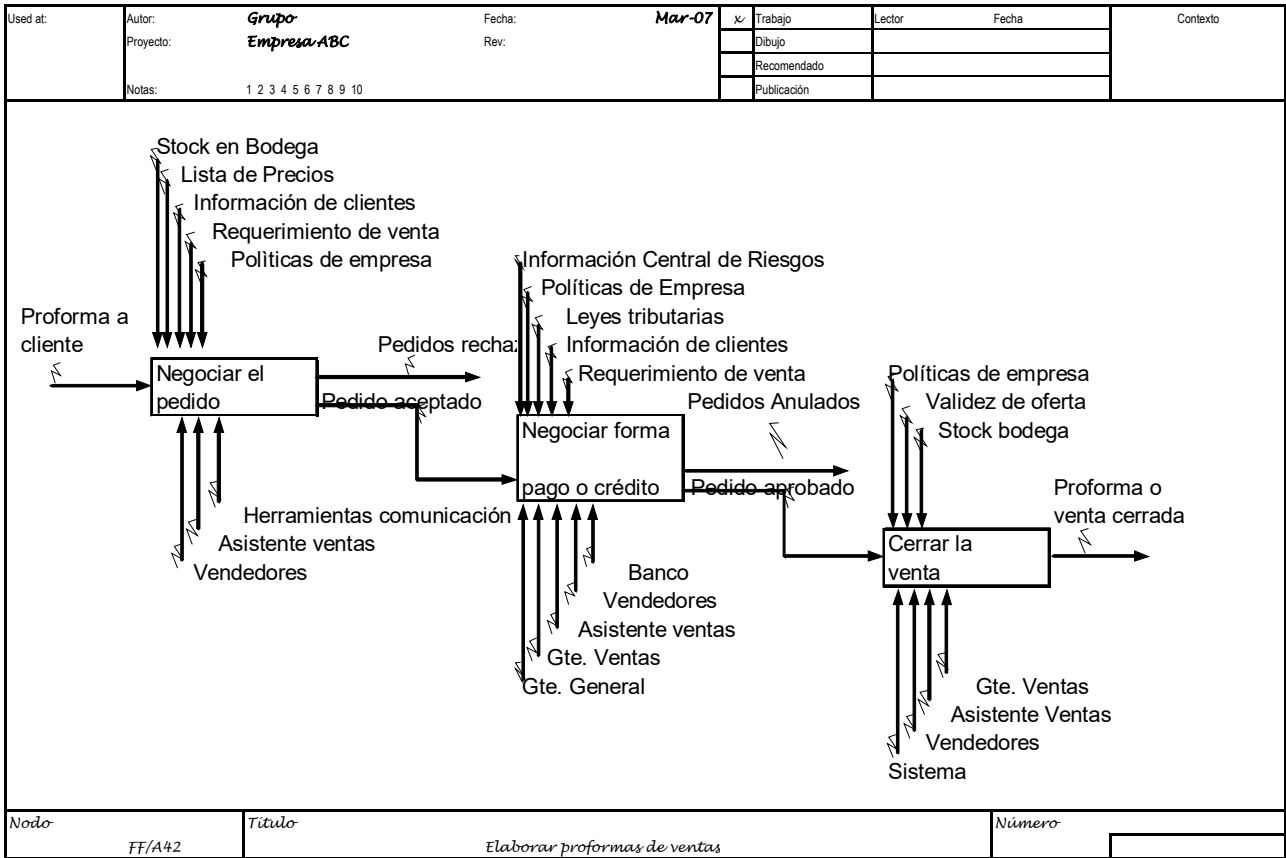 Used at:
Autor: Grupo Fecha: Mar-07 x Trabajo Lector Fecha Contexto
Proyecto: Empresa ABC Rev: Dibujo
Recomendado
Notas: 1 2 3 4 5 6 7 8 9 10 Publicación
Stock en Bodega
Lista de Precios
Información de clientes
Requerimiento de venta
Polìticas de empresa
Proforma a
cliente
Negociar el
pedido
Pedidos rechaz
Pedido aceptado
Herramientas comunicación
Asistente ventas
Vendedores
Información Central de Riesgos
Políticas de Empresa
Leyes tributarias
Información de clientes
Requerimiento de venta
Negociar forma
pago o crédito
Pedidos Anulados
Pedido aprobado
Banco
Vendedores
Asistente ventas
Gte. Ventas
Gte. General
Políticas de empresa
Validez de oferta
Stock bodega
Cerrar la
venta
Proforma o
venta cerrada
Gte. Ventas
Asistente Ventas
Vendedores
Sistema
Nodo Título Número
FF/A42 Elaborar proformas de ventas